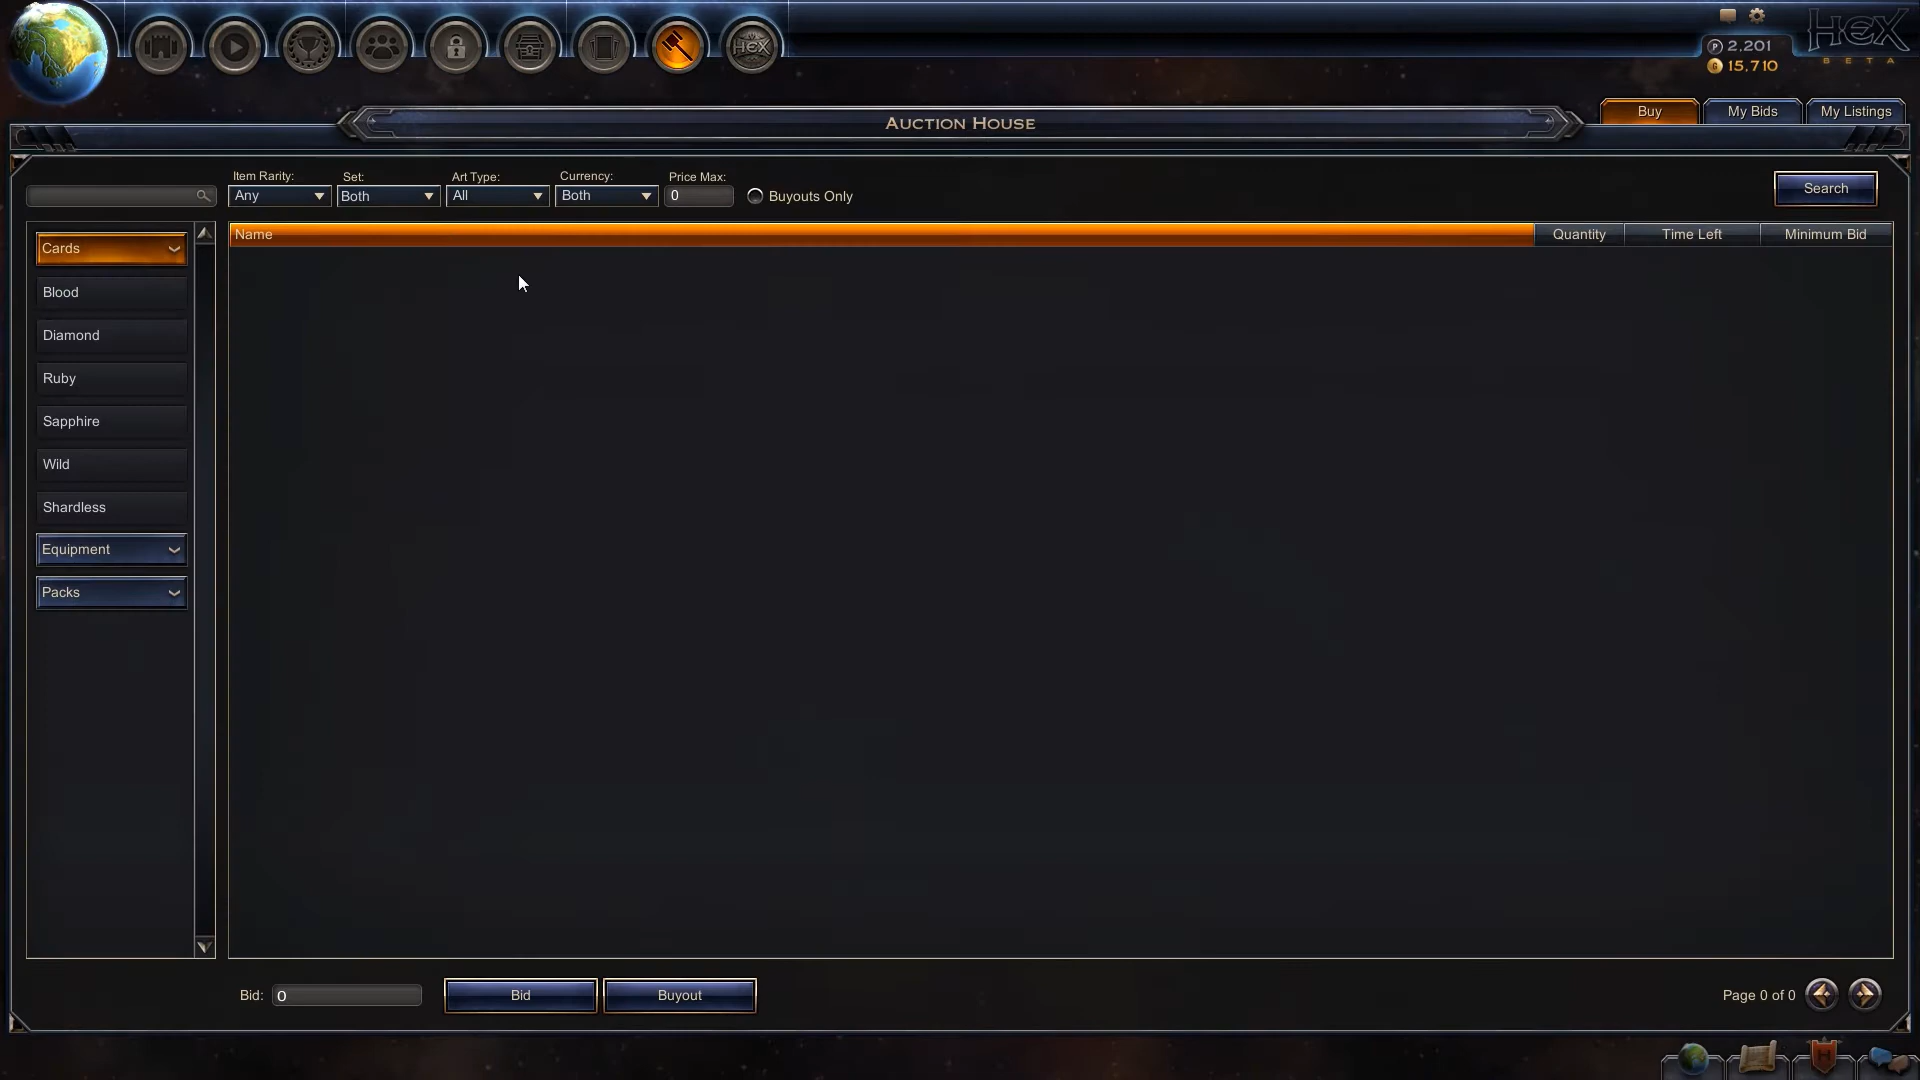 HEX
HEX
BETA
P 2,201
G 15,710
Auction House
Buy
My Bids
My Listings
Item Rarity:
Set:
Art Type:
Currency:
Price Max:
Any
Both
All
Both
0
Buyouts Only
Search
Cards
Name
Quantity
Time Left
Minimum Bid
Blood
Diamond
Ruby
Sapphire
Wild
Shardless
Equipment
Packs
Bid:
0
Bid
Buyout
Page 0 of 0
H